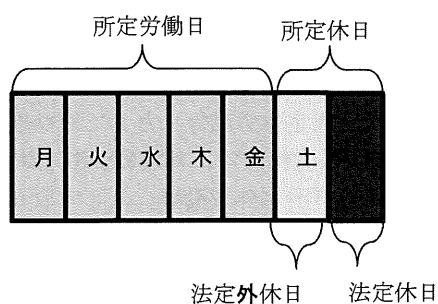 所定労働日 所定休日
月 火 水 木 金 土
法定外休日 法定休日